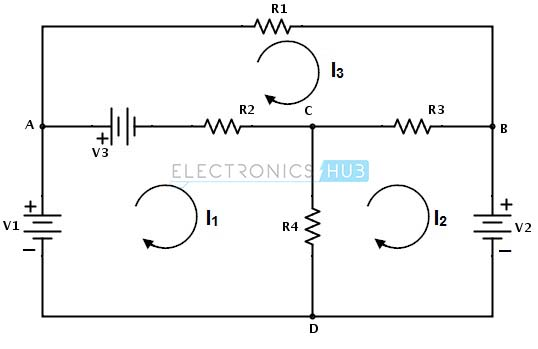 R1
I3
A
V3
+
R2
C
R3
B
ELECTRONICS HUB
V1
+
−
I1
R4
I2
+
−
V2
D